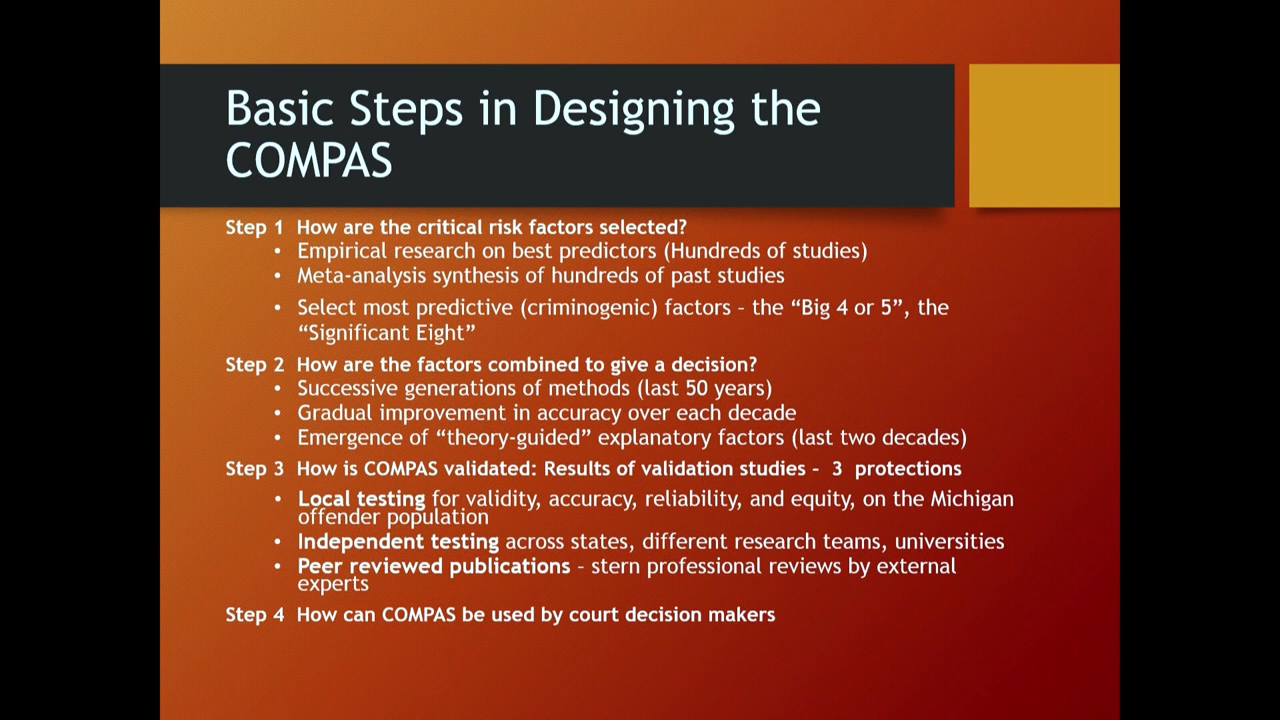 Basic Steps in Designing the
COMPAS
Step 1 How are the critical risk factors selected?
• Empirical research on best predictors (Hundreds of studies)
• Meta-analysis synthesis of hundreds of past studies
• Select most predictive (criminogenic) factors – the “Big 4 or 5”, the
“Significant Eight”
Step 2 How are the factors combined to give a decision?
• Successive generations of methods (last 50 years)
• Gradual improvement in accuracy over each decade
• Emergence of “theory-guided” explanatory factors (last two decades)
Step 3 How is COMPAS validated: Results of validation studies – 3 protections
• Local testing for validity, accuracy, reliability, and equity, on the Michigan
offender population
• Independent testing across states, different research teams, universities
• Peer reviewed publications – stern professional reviews by external
experts
Step 4 How can COMPAS be used by court decision makers